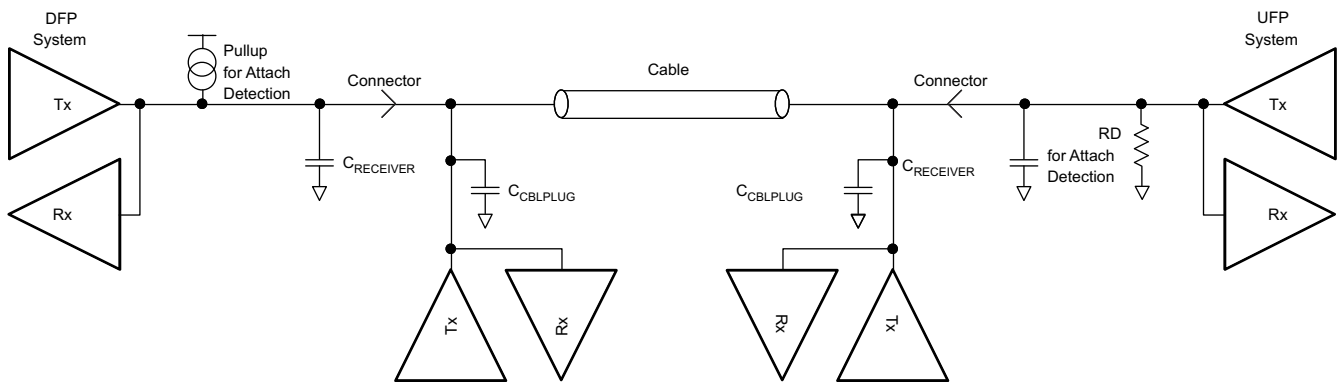 DFP
System
Tx
Rx
Pullup
for Attach
Detection
Connector
CRECEIVER
CCBLPLUG
Tx
Rx
Cable
CCBLPLUG
CRECEIVER
Rx
Tx
Connector
RD
for Attach
Detection
UFP
System
Tx
Rx